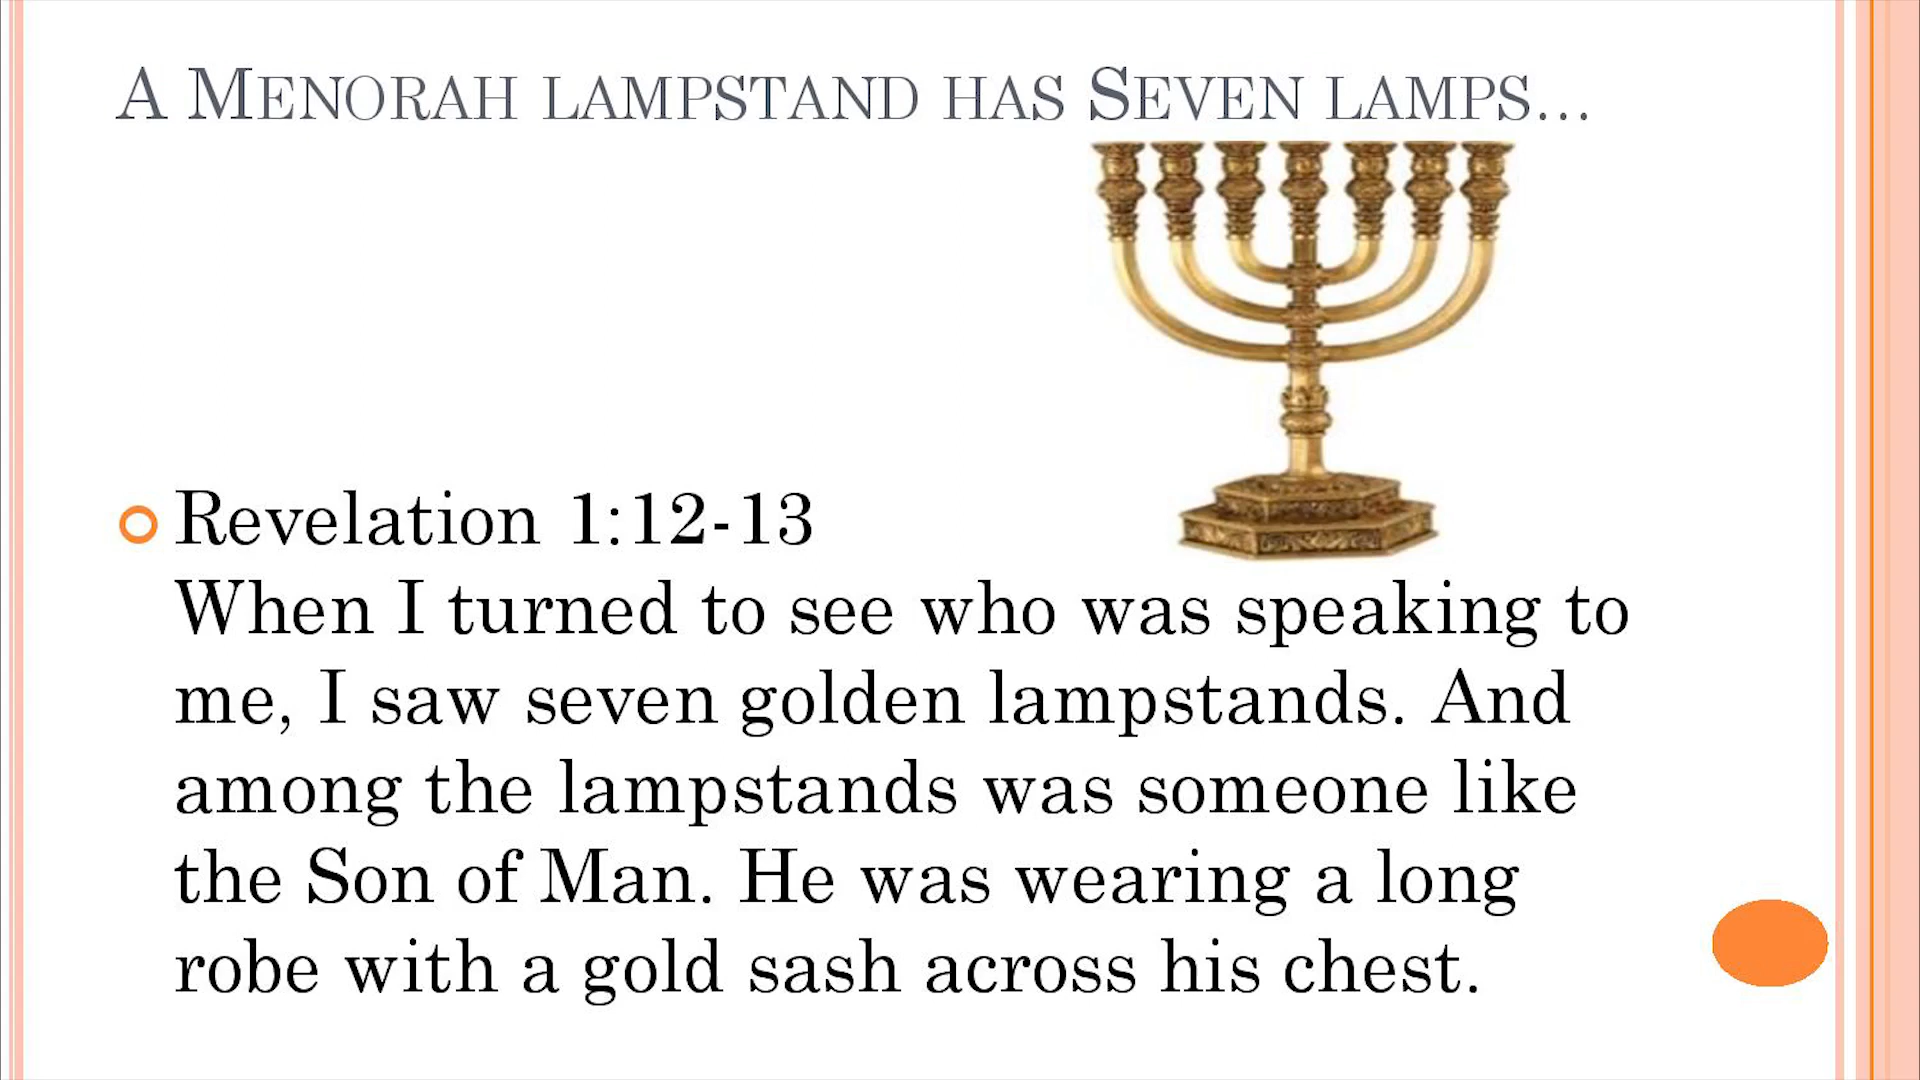 A Menorah lampstand has Seven lamps...
Revelation 1:12-13
When I turned to see who was speaking to
me, I saw seven golden lampstands. And
among the lampstands was someone like
the Son of Man. He was wearing a long
robe with a gold sash across his chest.